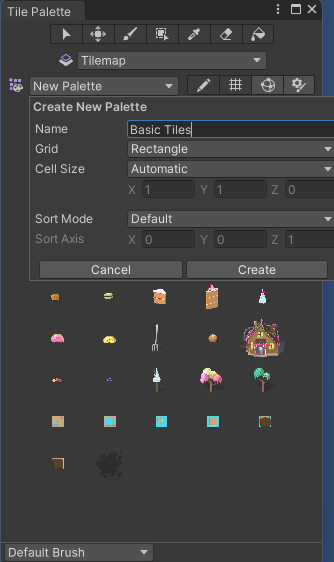 Tile Palette
Tilemap
New Palette
Create New Palette
Name Basic Tiles
Grid Rectangle
Cell Size Automatic
X 1 Y 1 Z 0
Sort Mode Default
Sort Axis X 0 Y 0 Z 1
Cancel Create
Default Brush